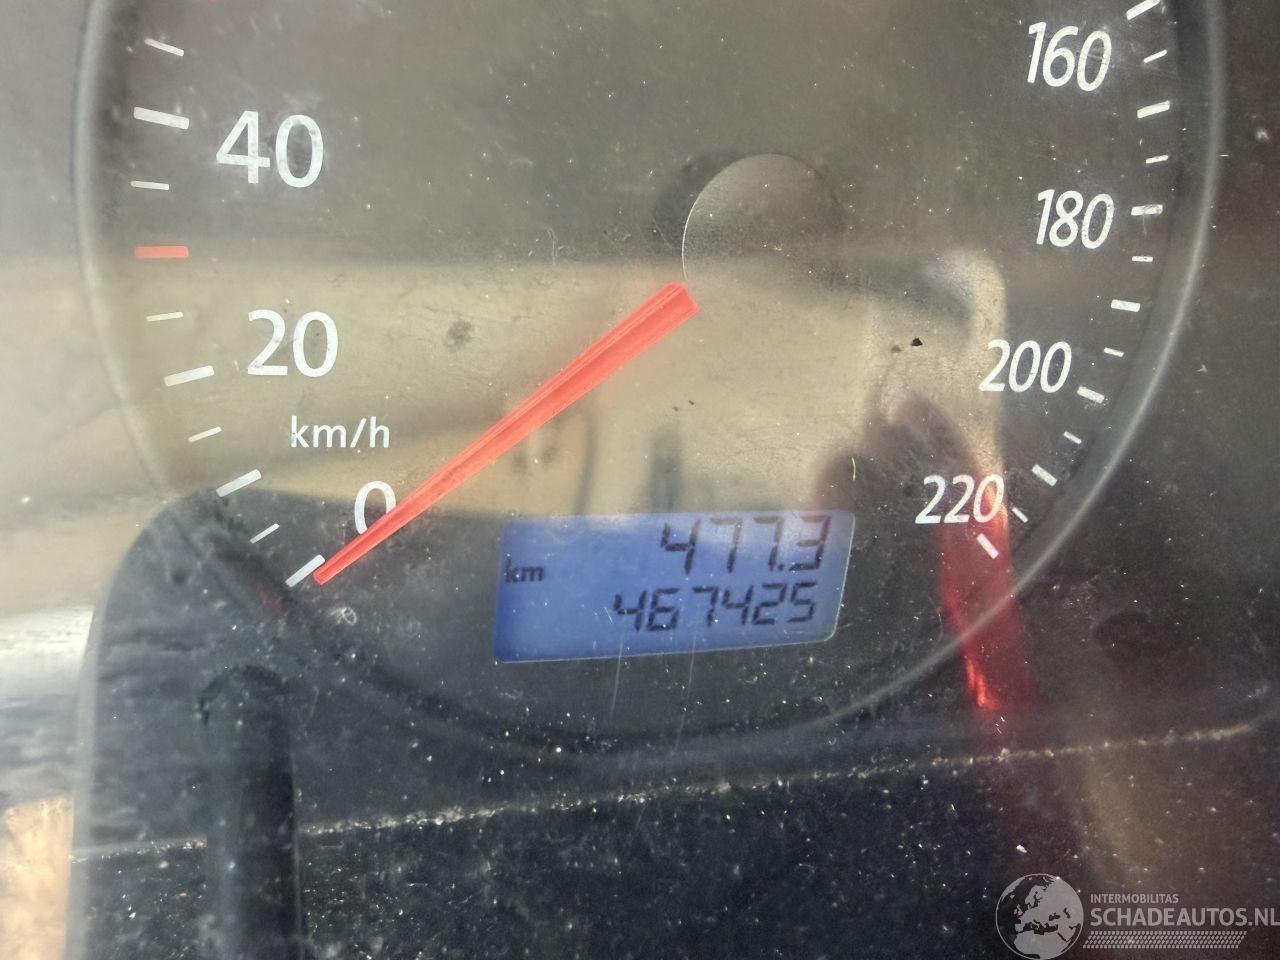 160
40
180
20
200
km/h
220
0
477.3
km
467425
INTERMOBILITAS
SCHADEAUTOS.NL